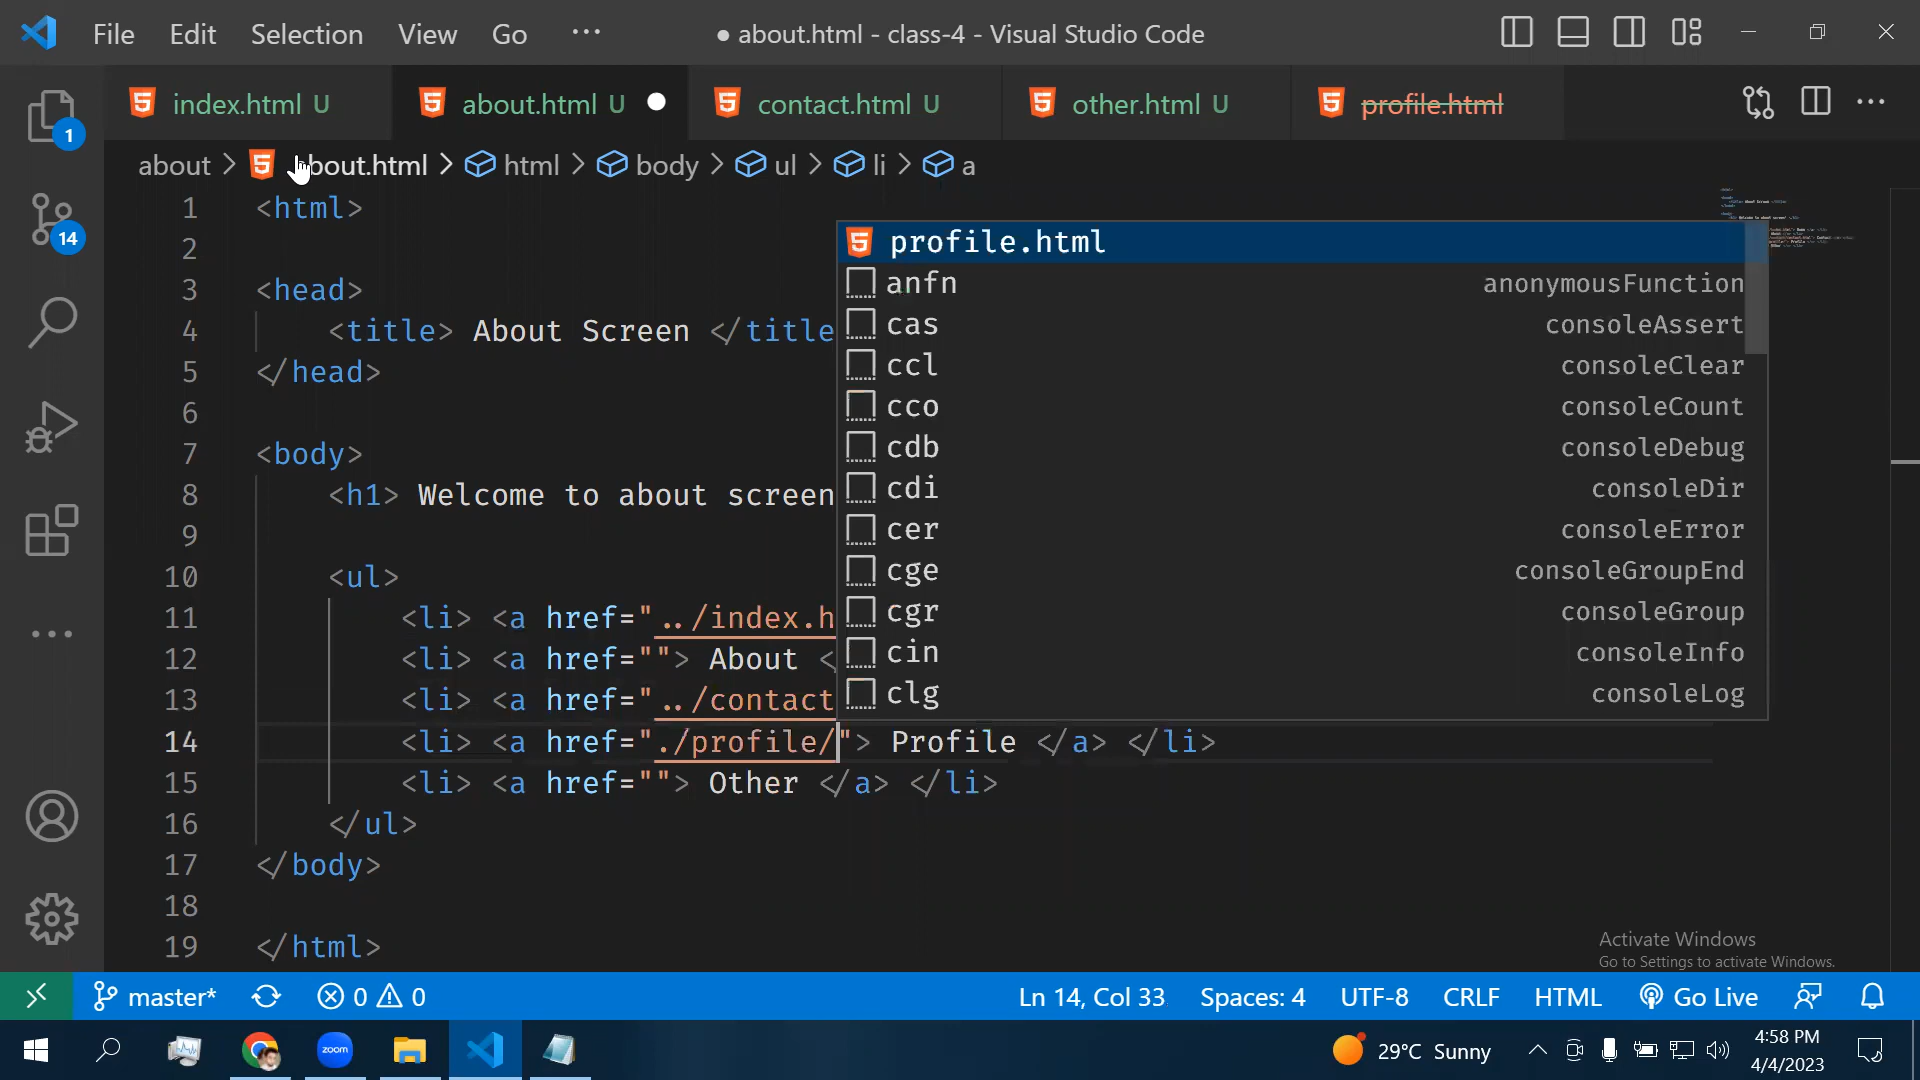 File Edit Selection View Go ··· ● about.html - class-4 - Visual Studio Code
index.html U about.html U ● contact.html U other.html U profile.html ···
about > about.html > html > body > ul > li > a
1 <html>
2
3 <head>
4 <title> About Screen </title
5 </head>
6
7 <body>
8 <h1> Welcome to about screen
9
10 <ul>
11 <li> <a href="../index.h
12 <li> <a href=""> About <
13 <li> <a href="../contact
14 <li> <a href="./profile/"> Profile </a> </li>
15 <li> <a href=""> Other </a> </li>
16 </ul>
17 </body>
18
19 </html>
profile.html
anfn anonymousFunction
cas consoleAssert
ccl consoleClear
cco consoleCount
cdb consoleDebug
cdi consoleDir
cer consoleError
cge consoleGroupEnd
cgr consoleGroup
cin consoleInfo
clg consoleLog
1
14
Activate Windows
Go to Settings to activate Windows.
master* 0 0 Ln 14, Col 33 Spaces: 4 UTF-8 CRLF HTML Go Live
zoom 29°C Sunny 4:58 PM
4/4/2023